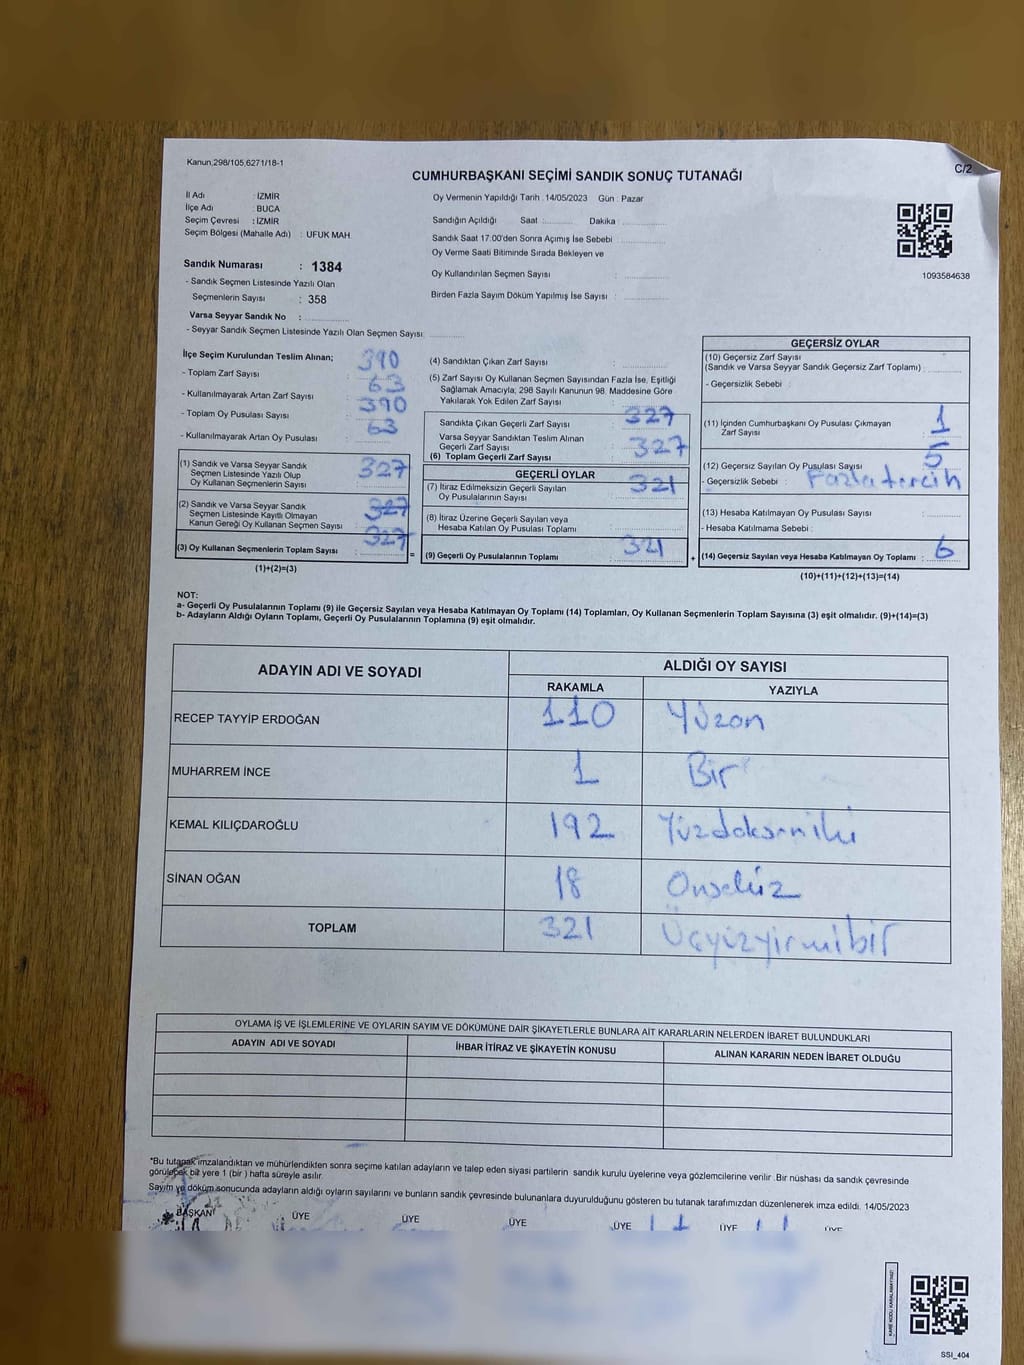 Kanun,298/105,6271/18-1
C/2
CUMHURBAŞKANI SEÇİMİ SANDIK SONUÇ TUTANAĞI
İl Adı : İZMİR
İlçe Adı : BUCA
Seçim Çevresi : İZMİR
Seçim Bölgesi (Mahalle Adı) : UFUK MAH.
Sandık Numarası : 1384
- Sandık Seçmen Listesinde Yazılı Olan
Seçmenlerin Sayısı : 358
Varsa Seyyar Sandık No :
- Seyyar Sandık Seçmen Listesinde Yazılı Olan Seçmen Sayısı:
Oy Vermenin Yapıldığı Tarih : 14/05/2023 Gün : Pazar
Sandığın Açıldığı Saat : Dakika :
Sandık Saat 17:00'den Sonra Açımış İse Sebebi :
Oy Verme Saati Bitiminde Sırada Bekleyen ve
Oy Kullandırılan Seçmen Sayısı :
Birden Fazla Sayım Döküm Yapılmış İse Sayısı :
1093584638
İlçe Seçim Kurulundan Teslim Alınan;
- Toplam Zarf Sayısı : 390
- Kullanılmayarak Artan Zarf Sayısı : 63
- Toplam Oy Pusulası Sayısı : 390
- Kullanılmayarak Artan Oy Pusulası : 63
(1) Sandık ve Varsa Seyyar Sandık
Seçmen Listesinde Yazılı Olup
Oy Kullanan Seçmenlerin Sayısı : 327
(2) Sandık ve Varsa Seyyar Sandık
Seçmen Listesinde Kayıtlı Olmayan
Kanun Gereği Oy Kullanan Seçmen Sayısı : 327
(3) Oy Kullanan Seçmenlerin Toplam Sayısı : 327
(1)+(2)=(3)
(4) Sandıktan Çıkan Zarf Sayısı :
(5) Zarf Sayısı Oy Kullanan Seçmen Sayısından Fazla İse, Eşitliği
Sağlamak Amacıyla; 298 Sayılı Kanunun 98. Maddesine Göre
Yakılarak Yok Edilen Zarf Sayısı :
Sandıkta Çıkan Geçerli Zarf Sayısı : 327
Varsa Seyyar Sandıktan Teslim Alınan
Geçerli Zarf Sayısı :
(6) Toplam Geçerli Zarf Sayısı : 327
GEÇERLİ OYLAR
(7) İtiraz Edilmeksizin Geçerli Sayılan
Oy Pusulalarının Sayısı : 321
(8) İtiraz Üzerine Geçerli Sayılan veya
Hesaba Katılan Oy Pusulası Toplamı :
= (9) Geçerli Oy Pusulalarının Toplamı : 321
GEÇERSİZ OYLAR
(10) Geçersiz Zarf Sayısı
(Sandık ve Varsa Seyyar Sandık Geçersiz Zarf Toplamı) :
- Geçersizlik Sebebi :
(11) İçinden Cumhurbaşkanı Oy Pusulası Çıkmayan
Zarf Sayısı : 1
(12) Geçersiz Sayılan Oy Pusulası Sayısı : 5
- Geçersizlik Sebebi : Fazla tercih
(13) Hesaba Katılmayan Oy Pusulası Sayısı :
- Hesaba Katılmama Sebebi :
+ (14) Geçersiz Sayılan veya Hesaba Katılmayan Oy Toplamı : 6
(10)+(11)+(12)+(13)=(14)
NOT:
a- Geçerli Oy Pusulalarının Toplamı (9) ile Geçersiz Sayılan veya Hesaba Katılmayan Oy Toplamı (14) Toplamları, Oy Kullanan Seçmenlerin Toplam Sayısına (3) eşit olmalıdır. (9)+(14)=(3)
b- Adayların Aldığı Oyların Toplamı, Geçerli Oy Pusulalarının Toplamına (9) eşit olmalıdır.
ADAYIN ADI VE SOYADI ALDIĞI OY SAYISI
RAKAMLA YAZIYLA
RECEP TAYYİP ERDOĞAN 110 Yüzon
MUHARREM İNCE 1 Bir
KEMAL KILIÇDAROĞLU 192 Yüzdoksaniki
SİNAN OĞAN 18 Onsekiz
TOPLAM 321 Üçyüzyirmibir
OYLAMA İŞ VE İŞLEMLERİNE VE OYLARIN SAYIM VE DÖKÜMÜNE DAİR ŞİKAYETLERLE BUNLARA AİT KARARLARIN NELERDEN İBARET BULUNDUKLARI
ADAYIN ADI VE SOYADI İHBAR İTİRAZ VE ŞİKAYETİN KONUSU ALINAN KARARIN NEDEN İBARET OLDUĞU
*Bu tutanak imzalandıktan ve mühürlendikten sonra seçime katılan adayların ve talep eden siyasi partilerin sandık kurulu üyelerine veya gözlemcilerine verilir .Bir nüshası da sandık çevresinde
görülecek bir yere 1 (bir ) hafta süreyle asılır.
Sayım ve döküm sonucunda adayların aldığı oyların sayılarını ve bunların sandık çevresinde bulunanlara duyurulduğunu gösteren bu tutanak tarafımızdan düzenlenerek imza edildi. 14/05/2023
BAŞKAN ÜYE ÜYE ÜYE ÜYE ÜYE ÜYE
KARE KODU KARALAMAYINIZ!
SSI_404